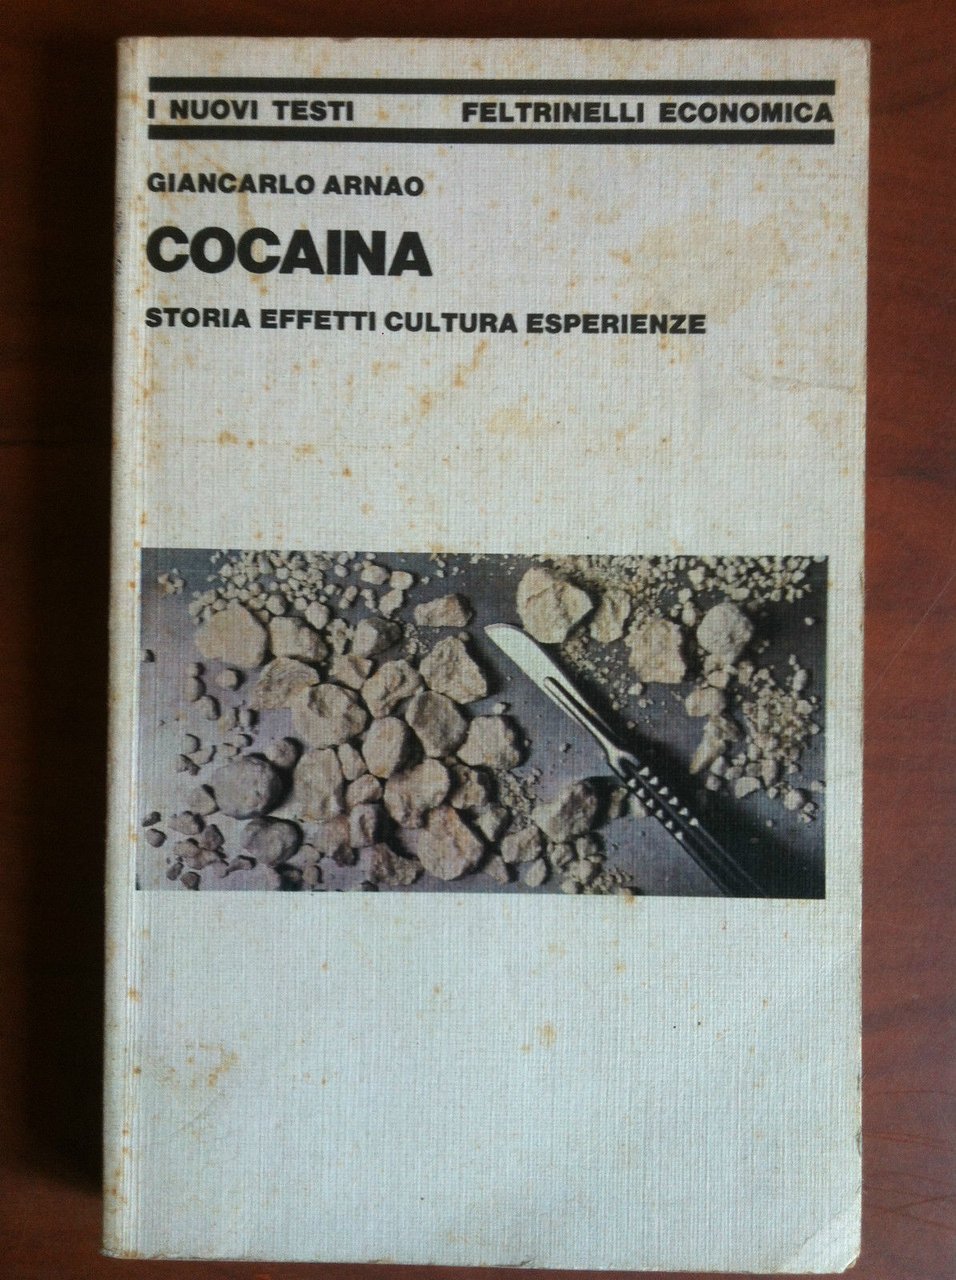 I NUOVI TESTI FELTRINELLI ECONOMICA
GIANCARLO ARNAO
COCAINA
STORIA EFFETTI CULTURA ESPERIENZE